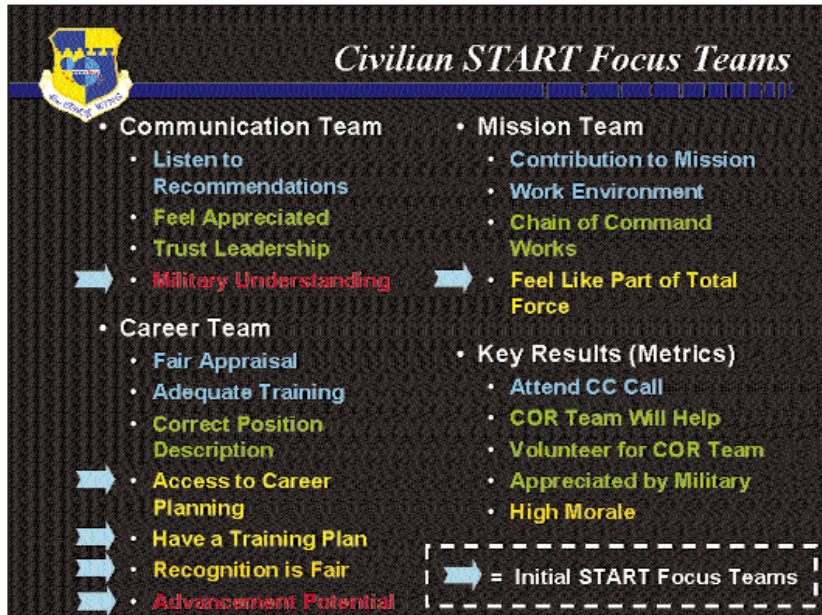 Civilian START Focus Teams
• Communication Team
• Listen to
Recommendations
• Feel Appreciated
• Trust Leadership
• Military Understanding
• Career Team
• Fair Appraisal
• Adequate Training
• Correct Position
Description
• Access to Career
Planning
• Have a Training Plan
• Recognition is Fair
• Advancement Potential
• Mission Team
• Contribution to Mission
• Work Environment
• Chain of Command
Works
• Feel Like Part of Total
Force
• Key Results (Metrics)
• Attend CC Call
• COR Team Will Help
• Volunteer for COR Team
• Appreciated by Military
• High Morale
= Initial START Focus Teams
SPACE WING